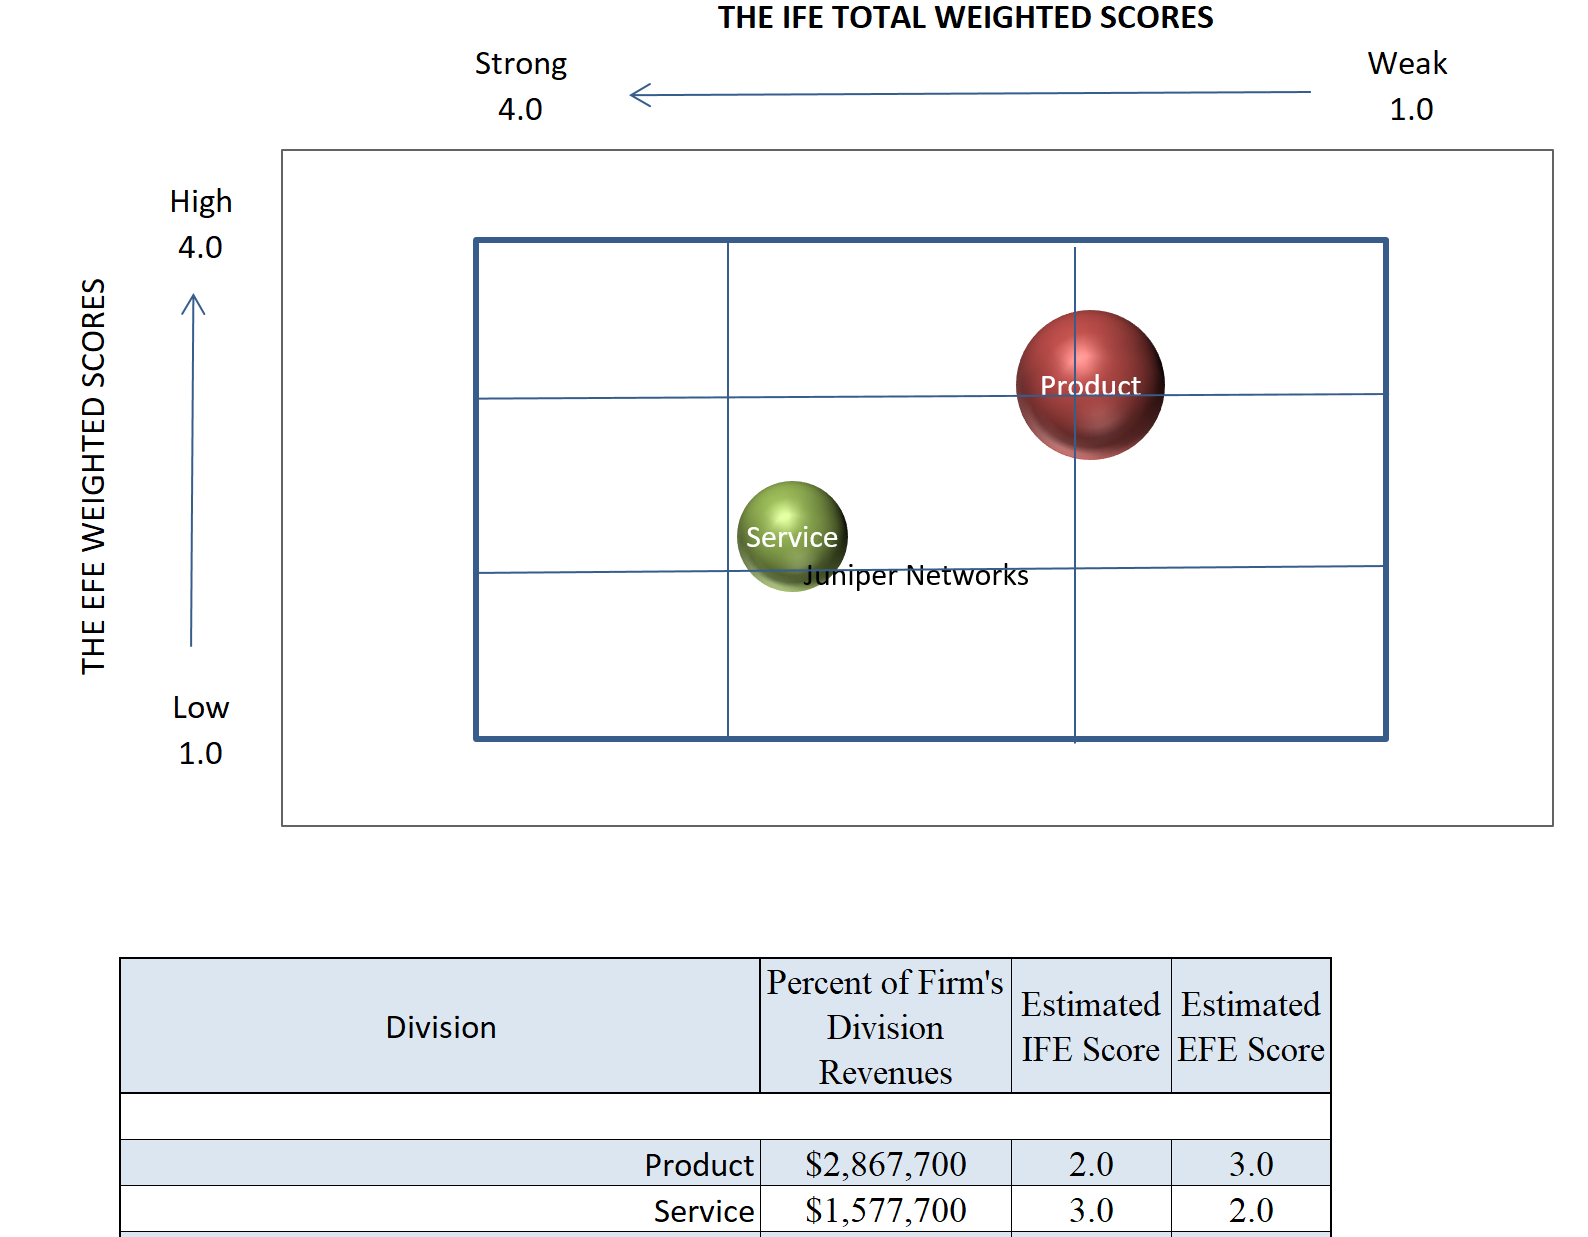 THE IFE TOTAL WEIGHTED SCORES
Strong
4.0
Weak
1.0
High
4.0
THE EFE WEIGHTED SCORES
Low
1.0
Product
Service
Juniper Networks
Division
Percent of Firm's
Division
Revenues
Estimated
IFE Score
Estimated
EFE Score
Product $2,867,700 2.0 3.0
Service $1,577,700 3.0 2.0